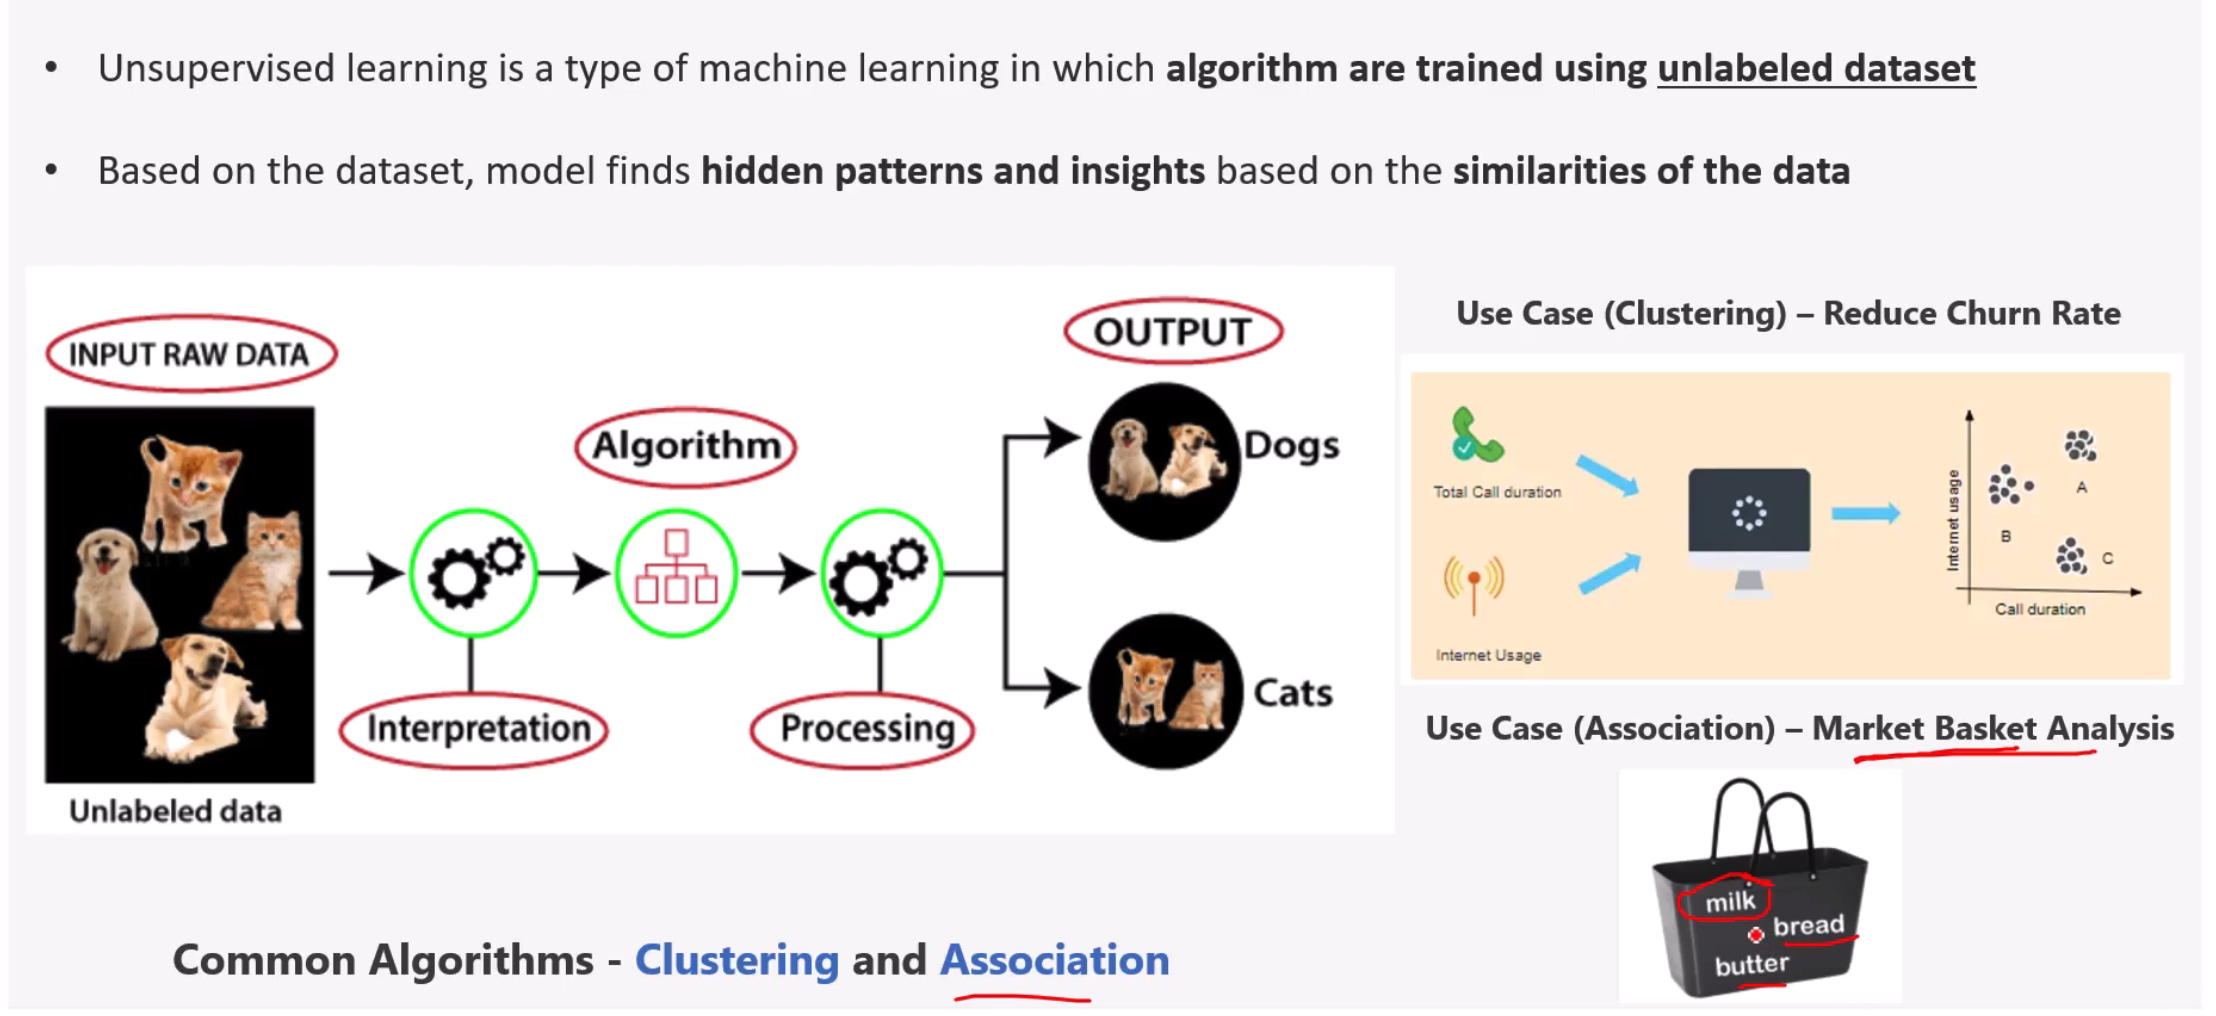 • Unsupervised learning is a type of machine learning in which algorithm are trained using unlabeled dataset
• Based on the dataset, model finds hidden patterns and insights based on the similarities of the data
INPUT RAW DATA
Unlabeled data
Interpretation
Algorithm
Processing
OUTPUT
Dogs
Cats
Use Case (Clustering) – Reduce Churn Rate
Total Call duration
Internet Usage
Internet usage
A
B
C
Call duration
Use Case (Association) – Market Basket Analysis
milk
bread
butter
Common Algorithms - Clustering and Association